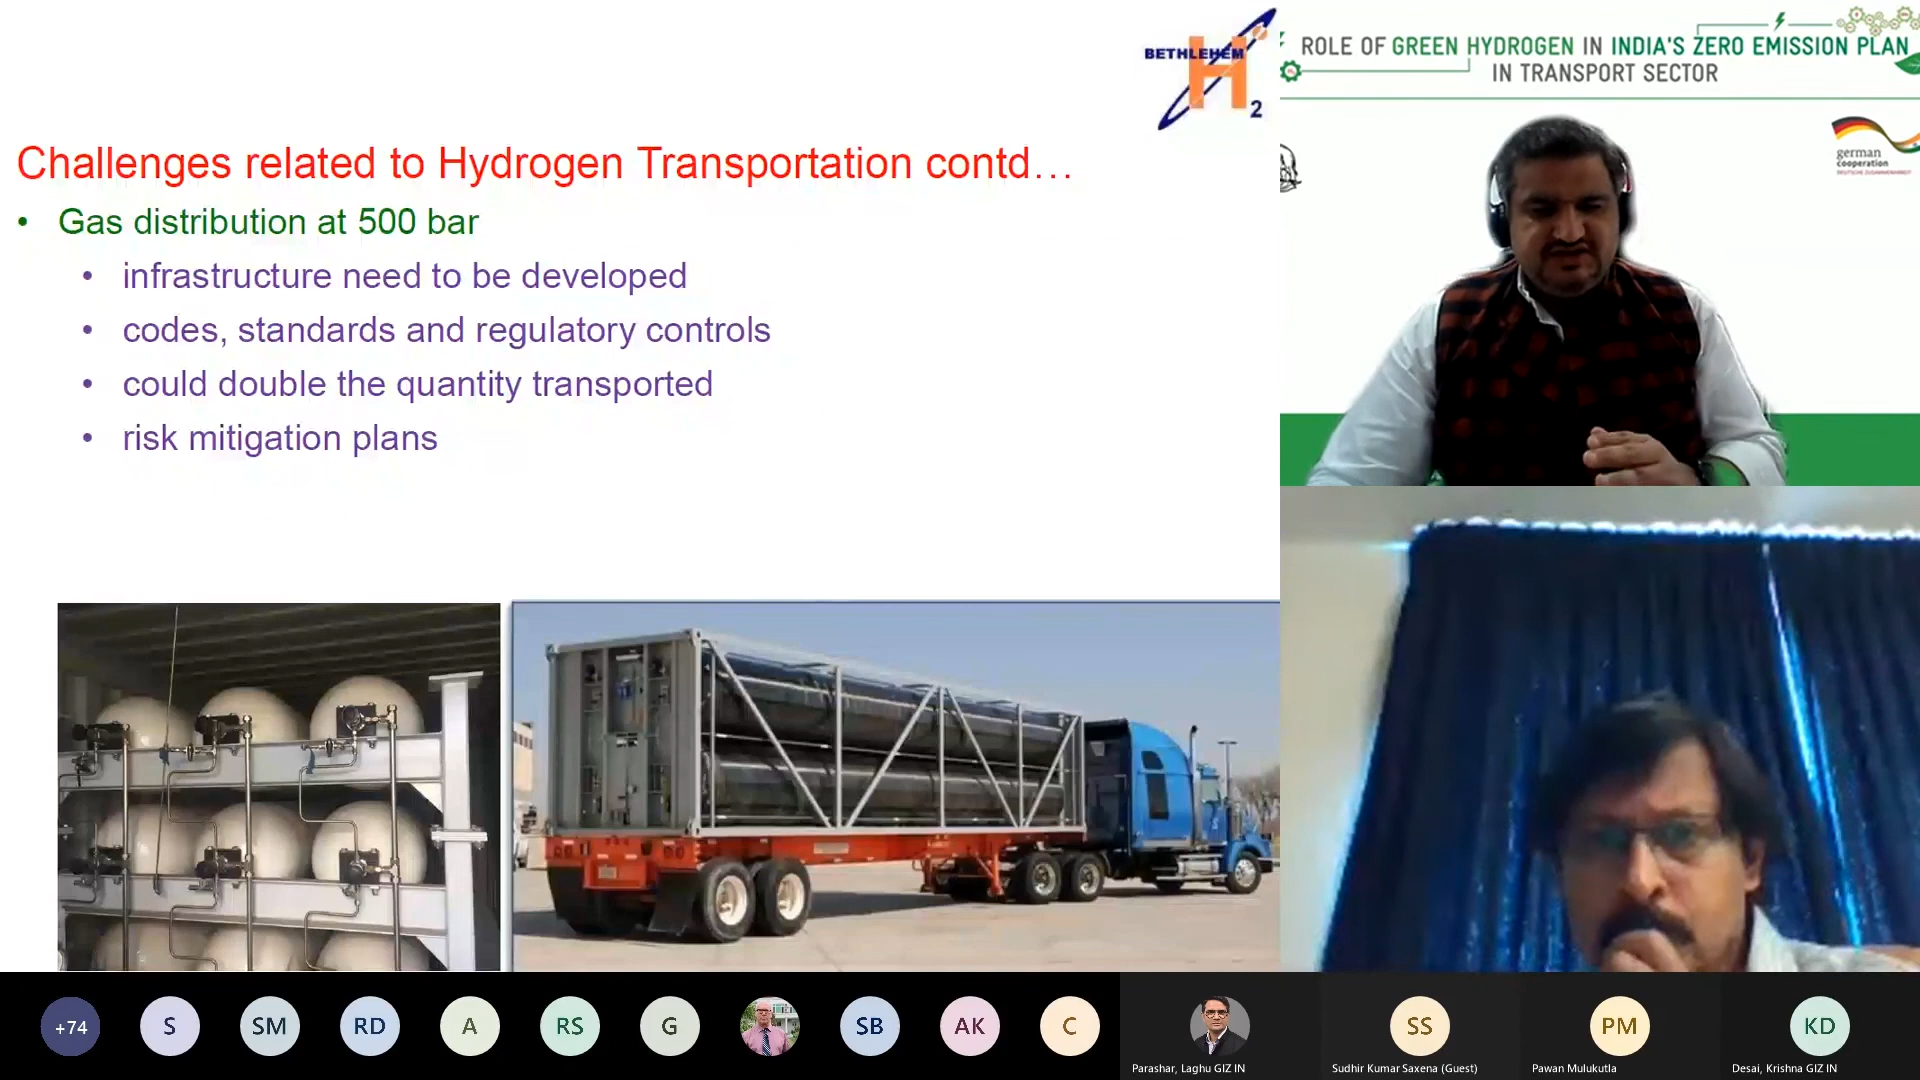 BETHLEHEM
H
2
ROLE OF GREEN HYDROGEN IN INDIA'S ZERO EMISSION PLAN
IN TRANSPORT SECTOR
german
cooperation
DEUTSCHE ZUSAMMENARBEIT
Challenges related to Hydrogen Transportation contd…
• Gas distribution at 500 bar
• infrastructure need to be developed
• codes, standards and regulatory controls
• could double the quantity transported
• risk mitigation plans
+74
S
SM
RD
A
RS
G
SB
AK
C
SS
PM
KD
Parashar, Laghu GIZ IN
Sudhir Kumar Saxena (Guest)
Pawan Mulukutla
Desai, Krishna GIZ IN